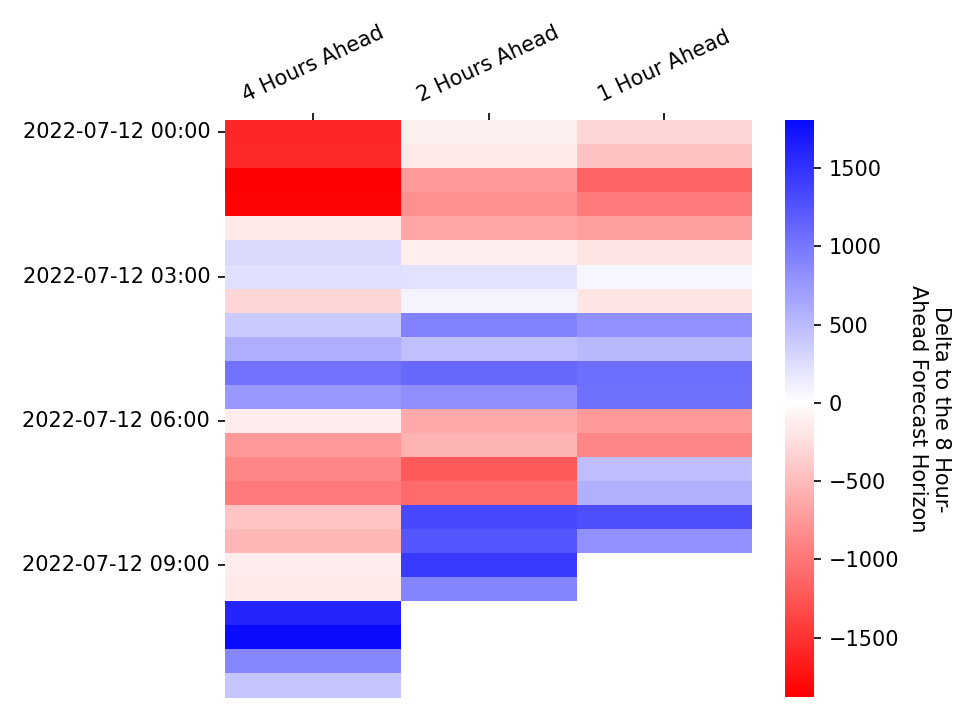 4 Hours Ahead
2 Hours Ahead
1 Hour Ahead
2022-07-12 00:00
2022-07-12 03:00
2022-07-12 06:00
2022-07-12 09:00
1500
1000
500
0
−500
−1000
−1500
Delta to the 8 Hour-
Ahead Forecast Horizon